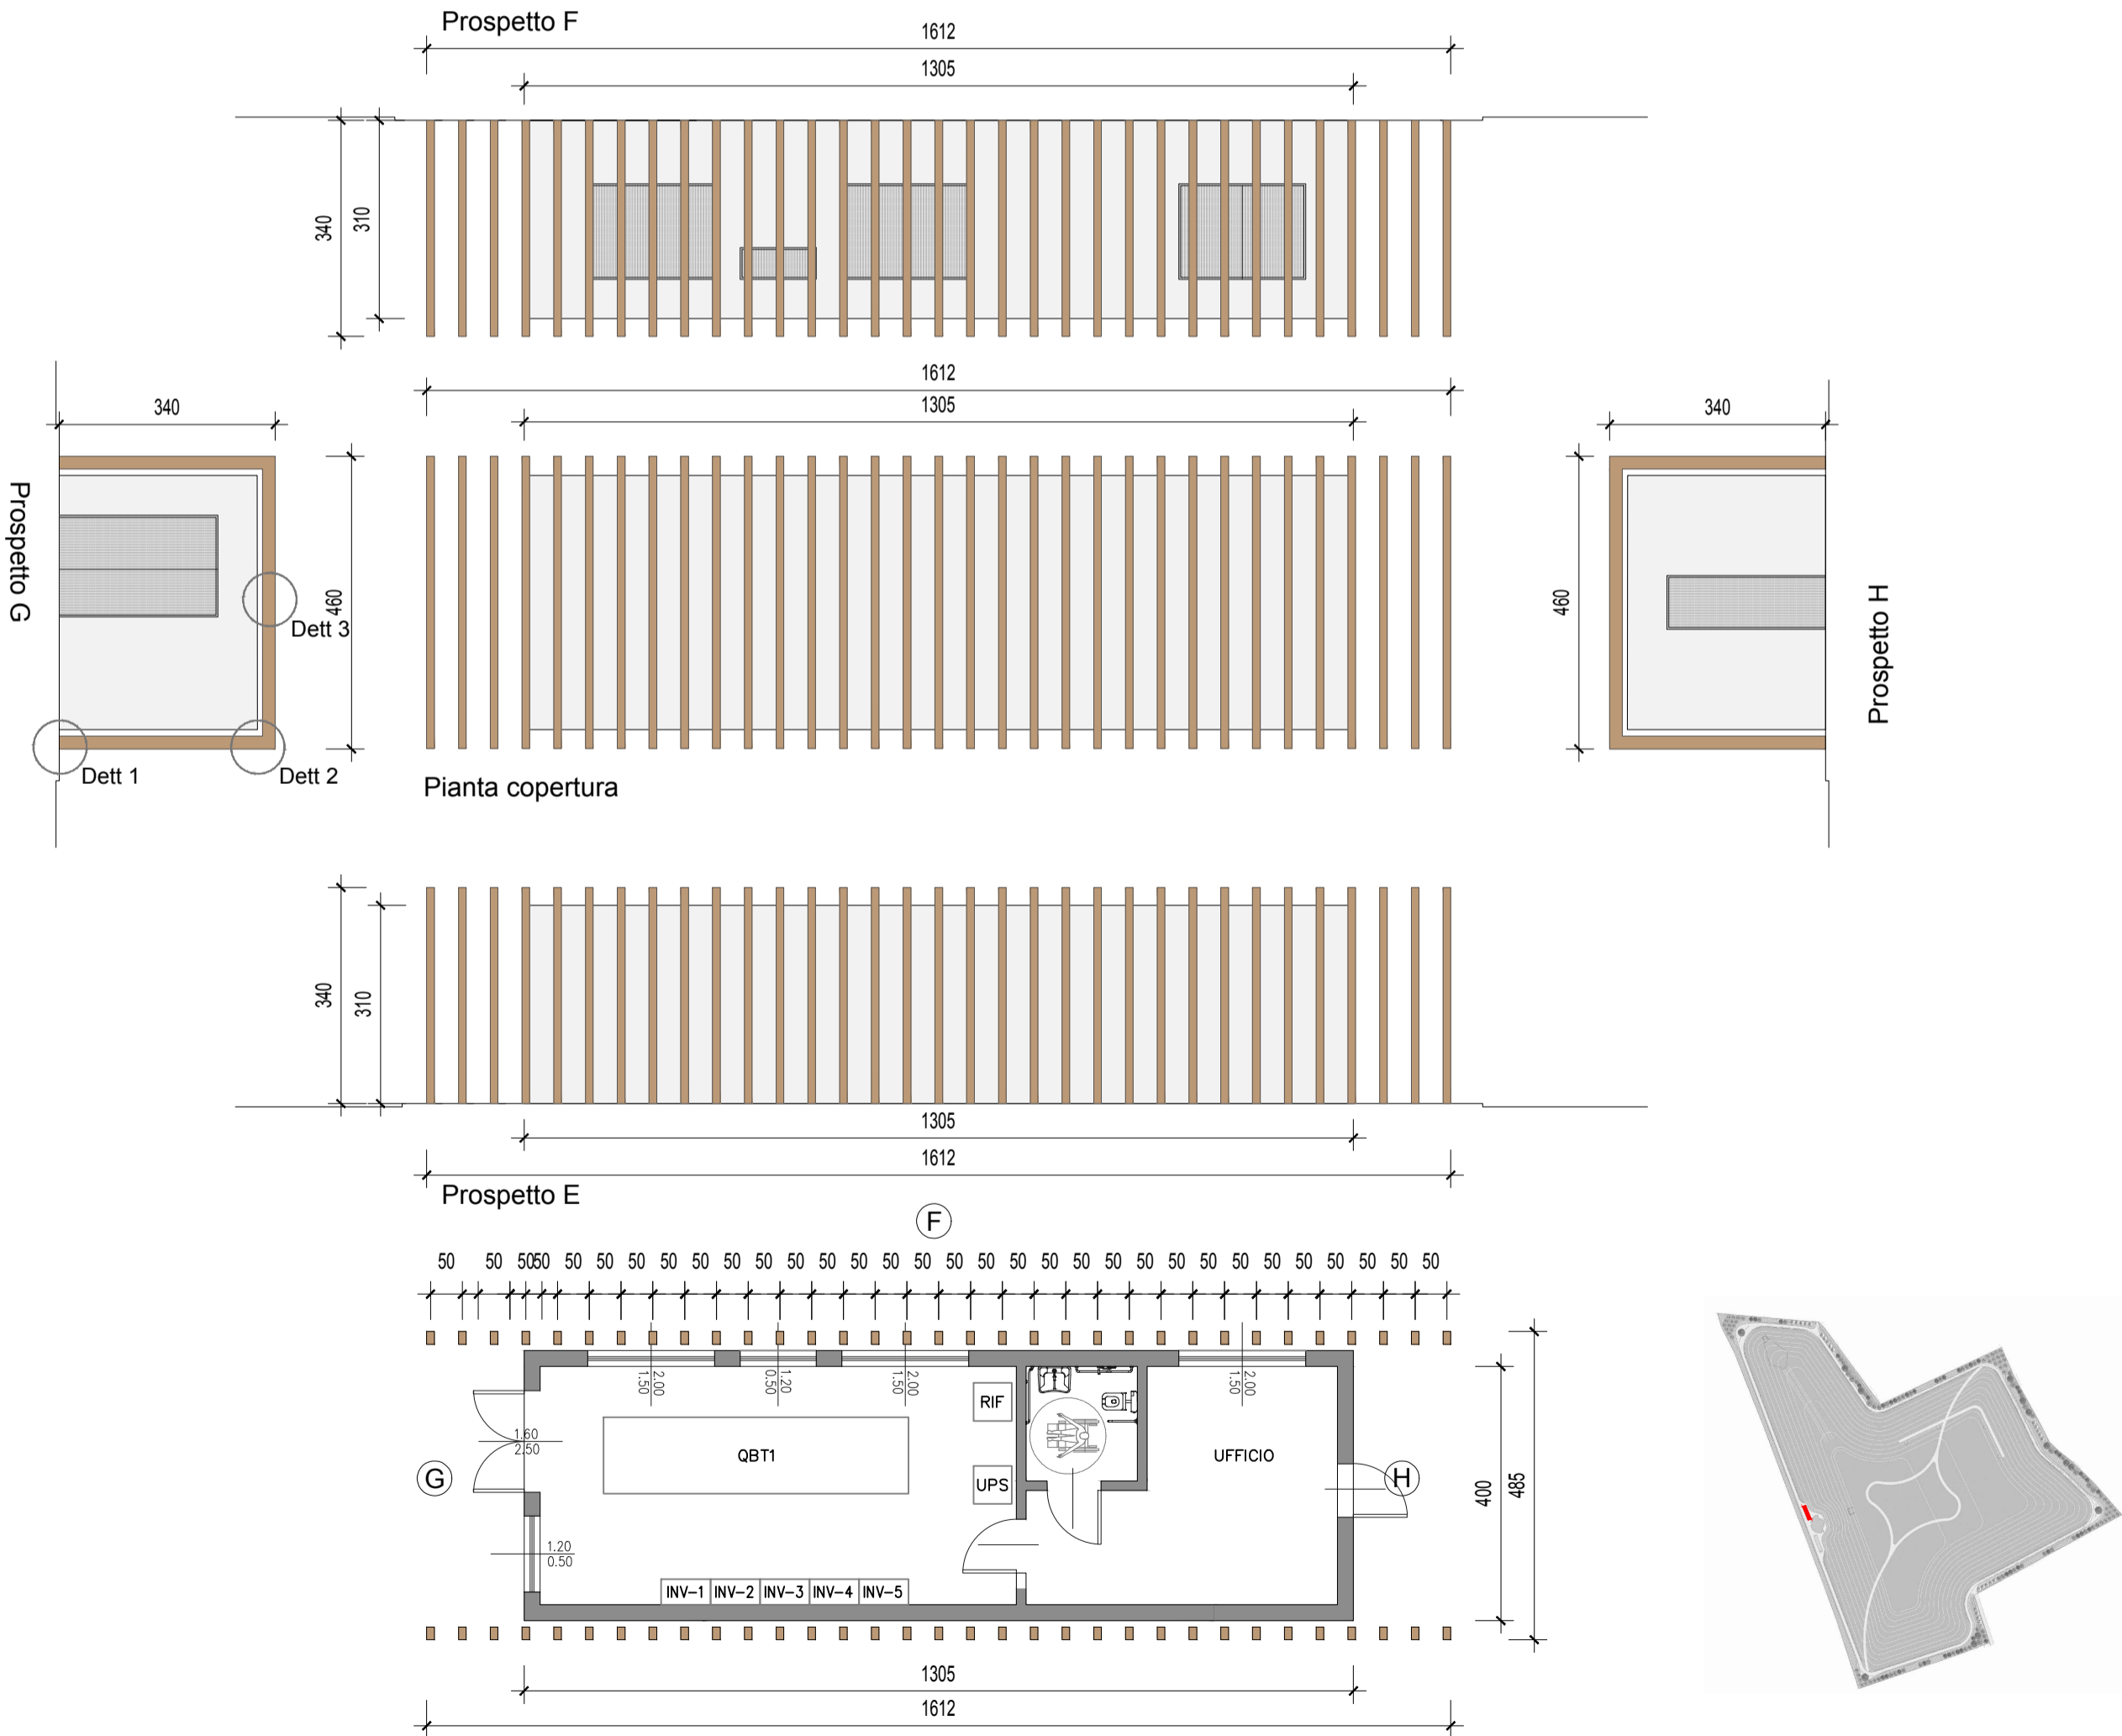 Prospetto F
1612
1305
340
310
1612
1305
340
Prospetto G
460
Dett 3
Dett 1
Dett 2
Pianta copertura
340
460
Prospetto H
340
310
1305
1612
Prospetto E
F
50 50 5050 50 50 50 50 50 50 50 50 50 50 50 50 50 50 50 50 50 50 50 50 50 50 50 50 50 50 50 50
2.00
1.50
1.20
0.50
2.00
1.50
2.00
1.50
RIF
1.60
2.50
QBT1
UFFICIO
G
UPS
H
400
485
1.20
0.50
INV-1 INV-2 INV-3 INV-4 INV-5
1305
1612